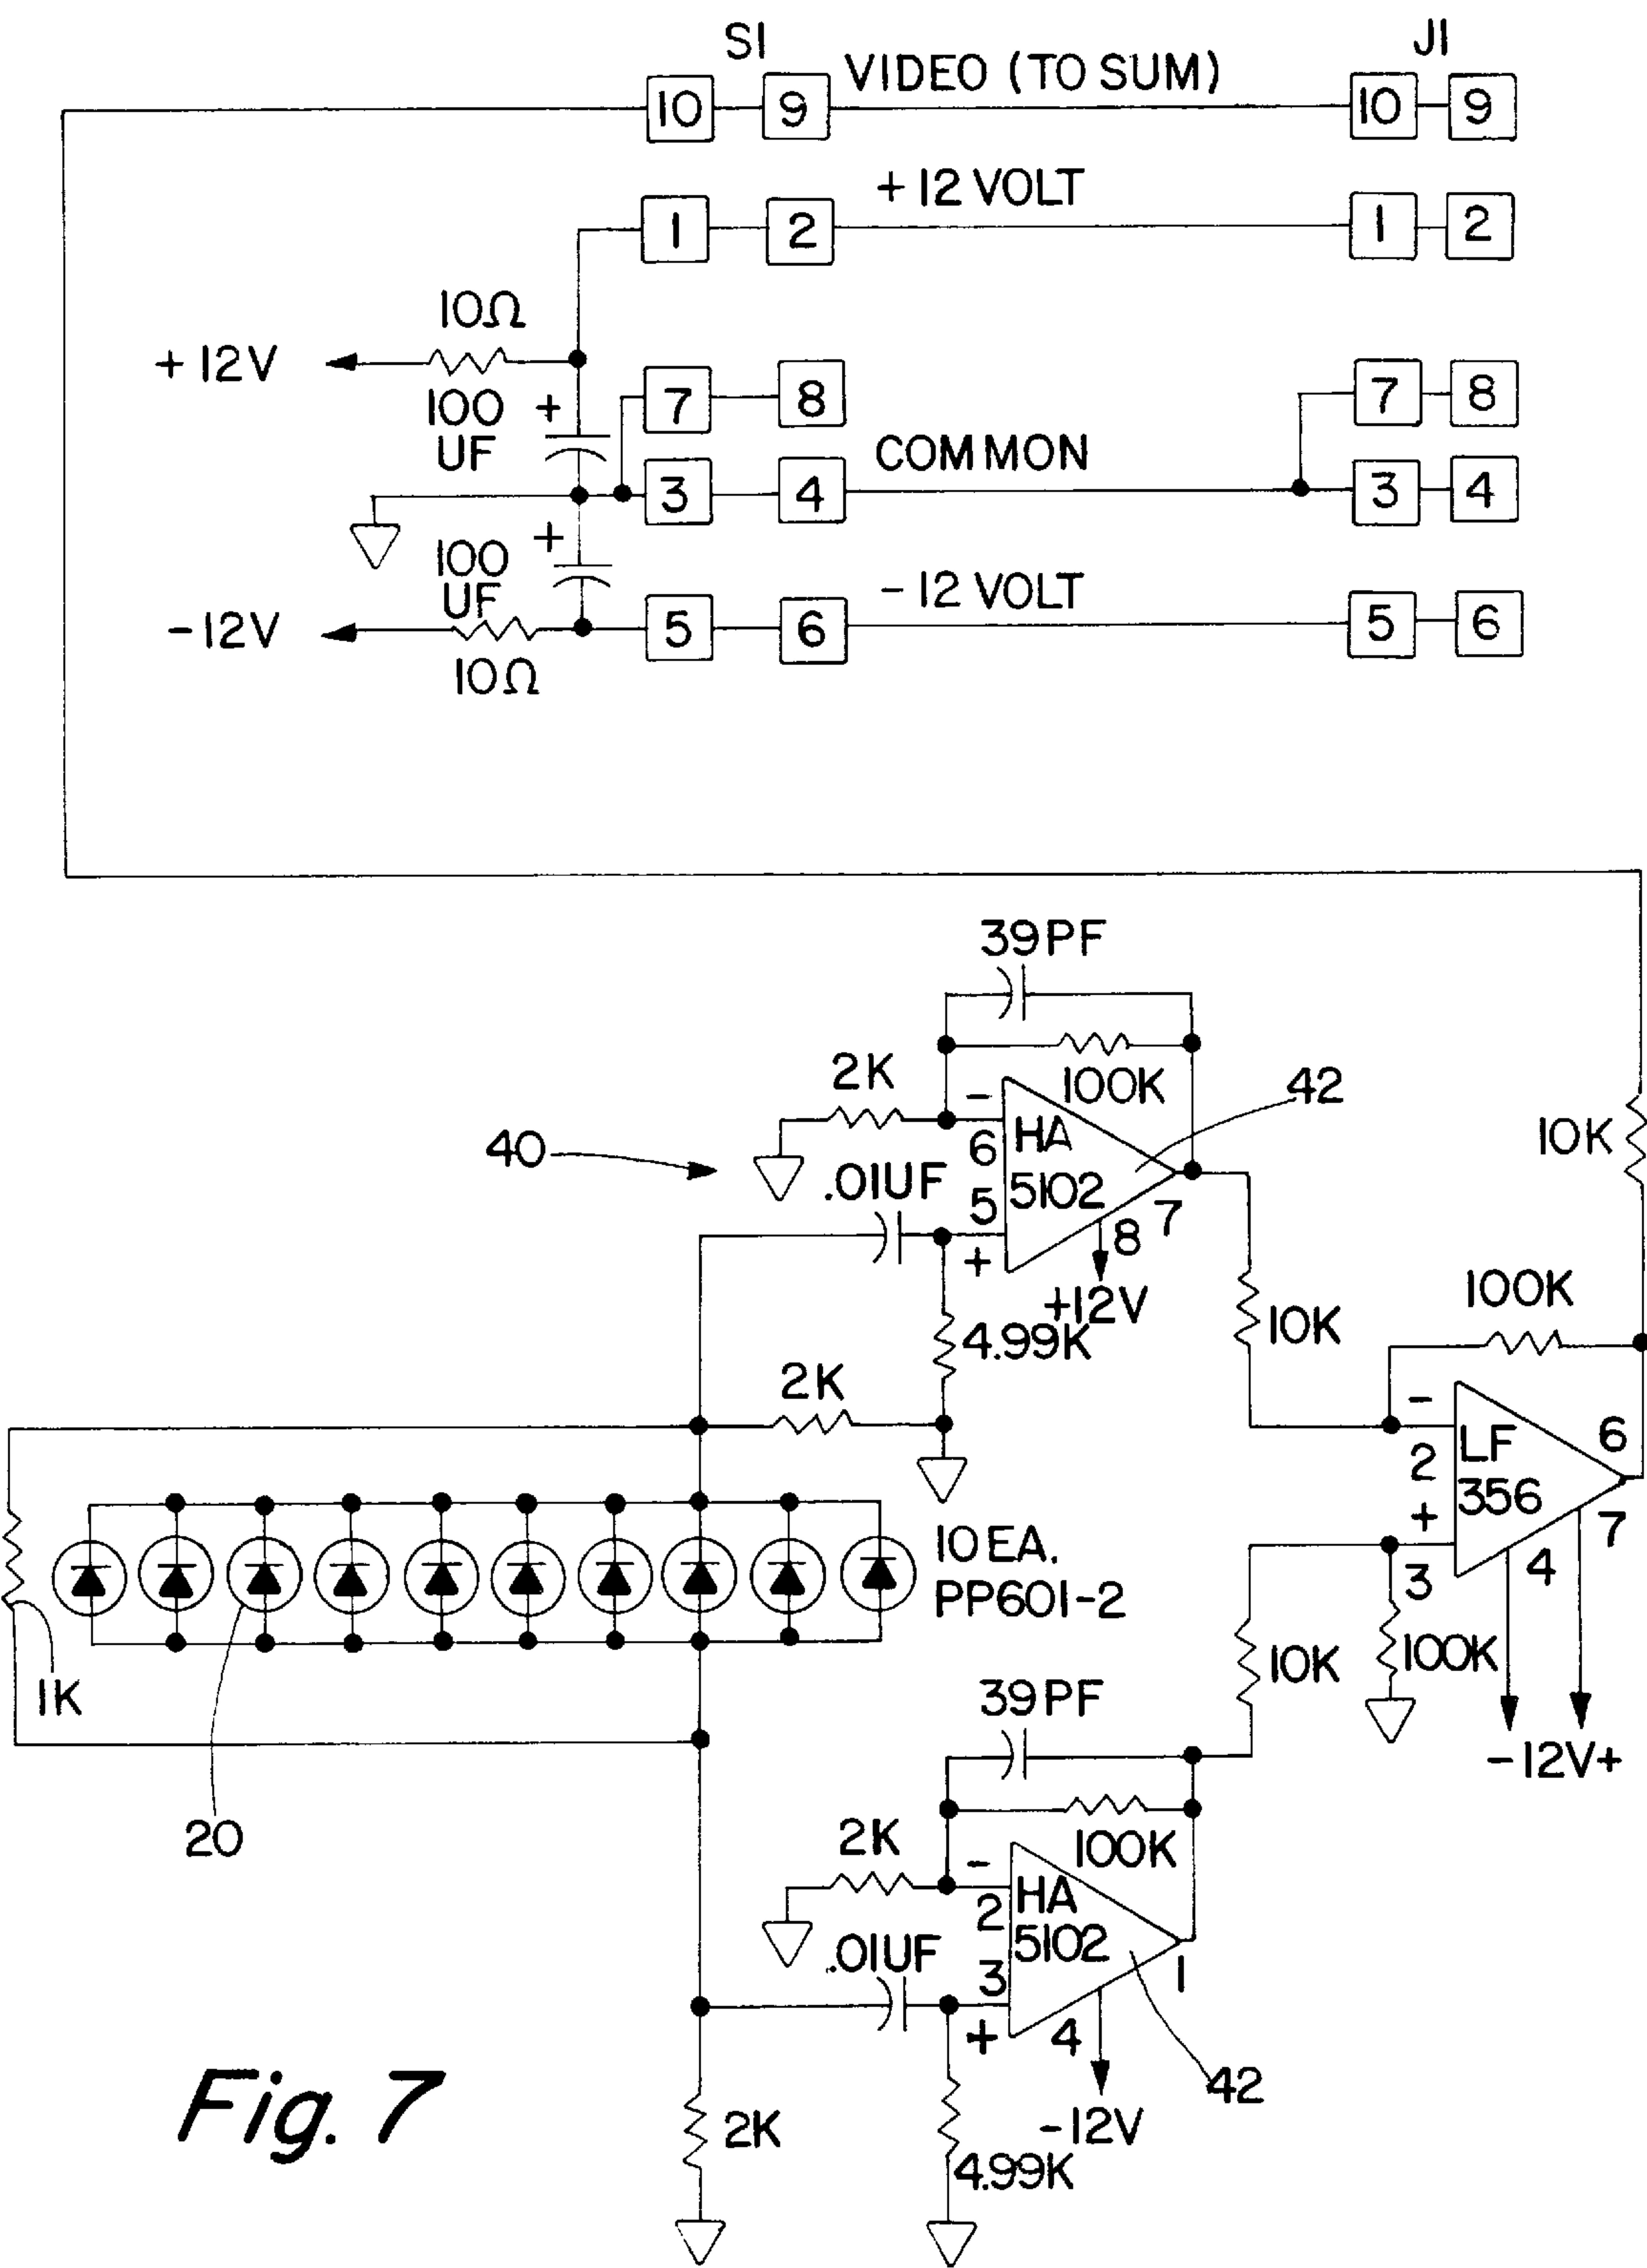 S1 J1
VIDEO (TO SUM)
10 9 10 9
+12 VOLT
1 2 1 2
10Ω
+12V
7 8 7 8
100
UF
+
COMMON
3 4 3 4
+
100
UF
-12 VOLT
-12V
5 6 5 6
10Ω
39PF
2K
100K
42
-
HA
5102
6
40
10K
.01UF
5
7
8
+
+12V
100K
10K
4.99K
2K
-
LF
356
6
2
+
7
10 EA.
PP601-2
4
3
10K
100K
1K
39PF
-12V+
20
2K
100K
-
HA
5102
2
.01UF
3
1
+
4
42
-12V
2K
4.99K
Fig. 7